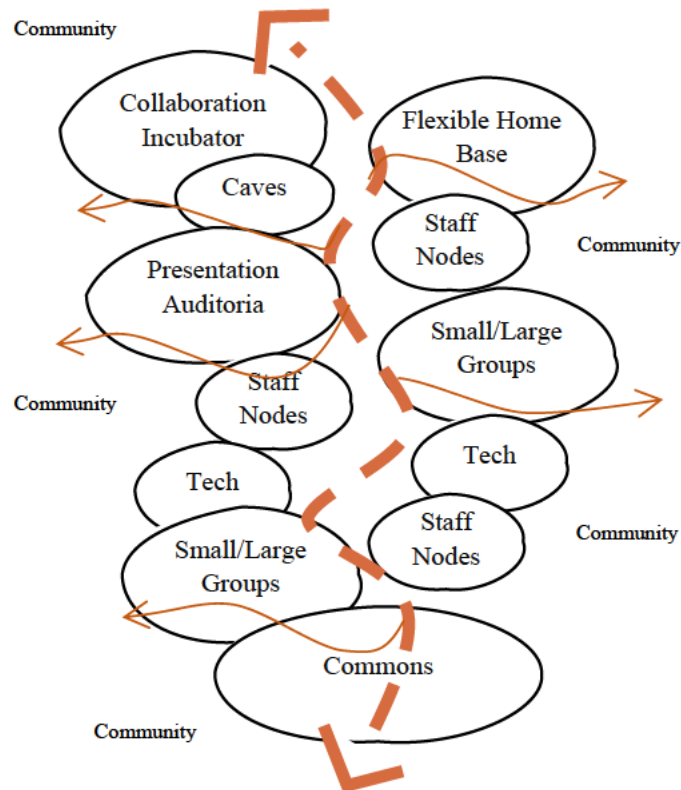 Community
Collaboration
Incubator
Flexible Home
Base
Caves
Staff
Nodes
Community
Presentation
Auditoria
Small/Large
Groups
Staff
Nodes
Community
Tech
Tech
Staff
Nodes
Community
Small/Large
Groups
Commons
Community